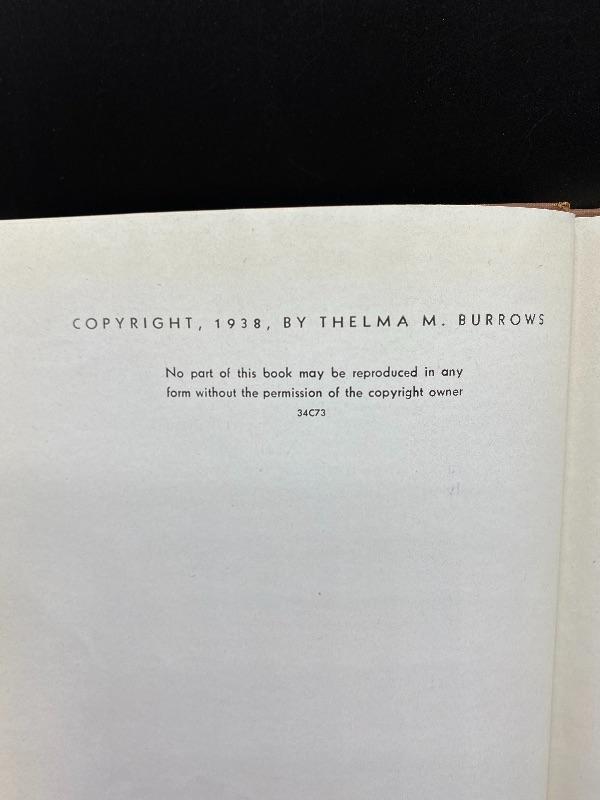 COPYRIGHT, 1938, BY THELMA M. BURROWS
No part of this book may be reproduced in any
form without the permission of the copyright owner
34C73